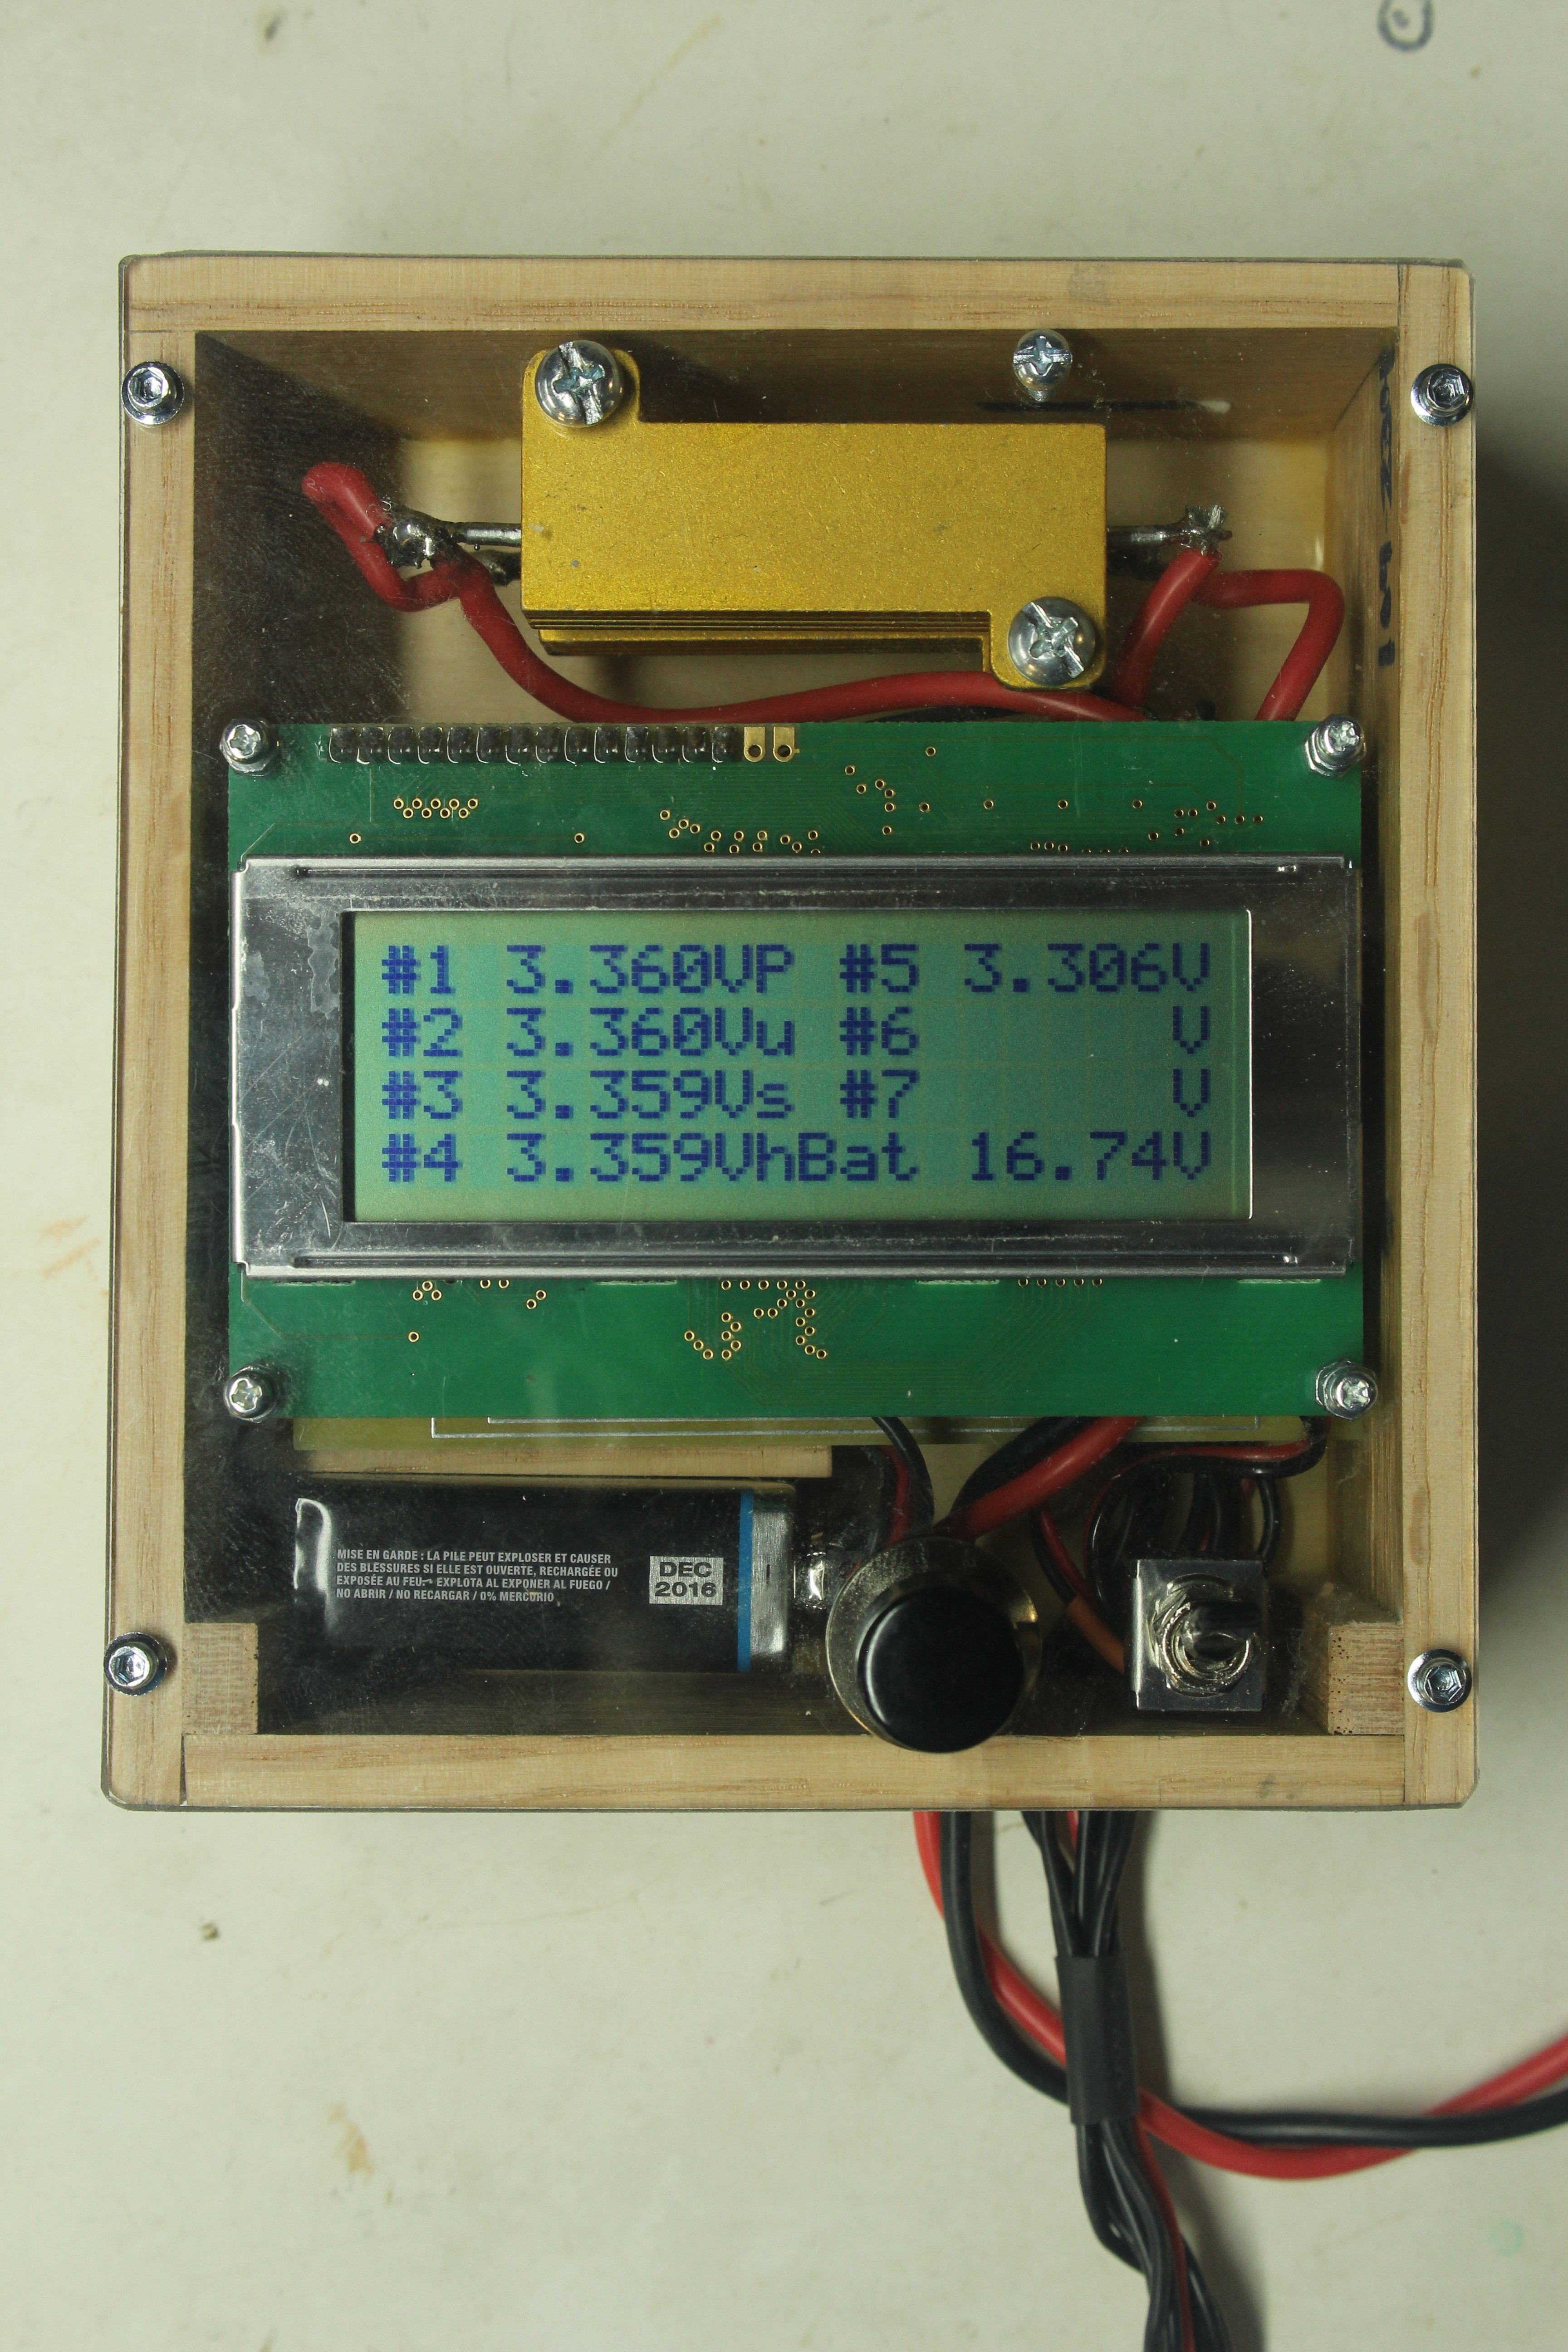 #1 3.360VP #5 3.306V
#2 3.360Vu #6 V
#3 3.359Vs #7 V
#4 3.359VhBat 16.74V
MISE EN GARDE : LA PILE PEUT EXPLOSER ET CAUSER
DES BLESSURES SI ELLE EST OUVERTE, RECHARGÉE OU
EXPOSÉE AU FEU. EXPLOTA AL EXPONER AL FUEGO /
NO ABRIR / NO RECARGAR / 0% MERCURIO
DEC
2016